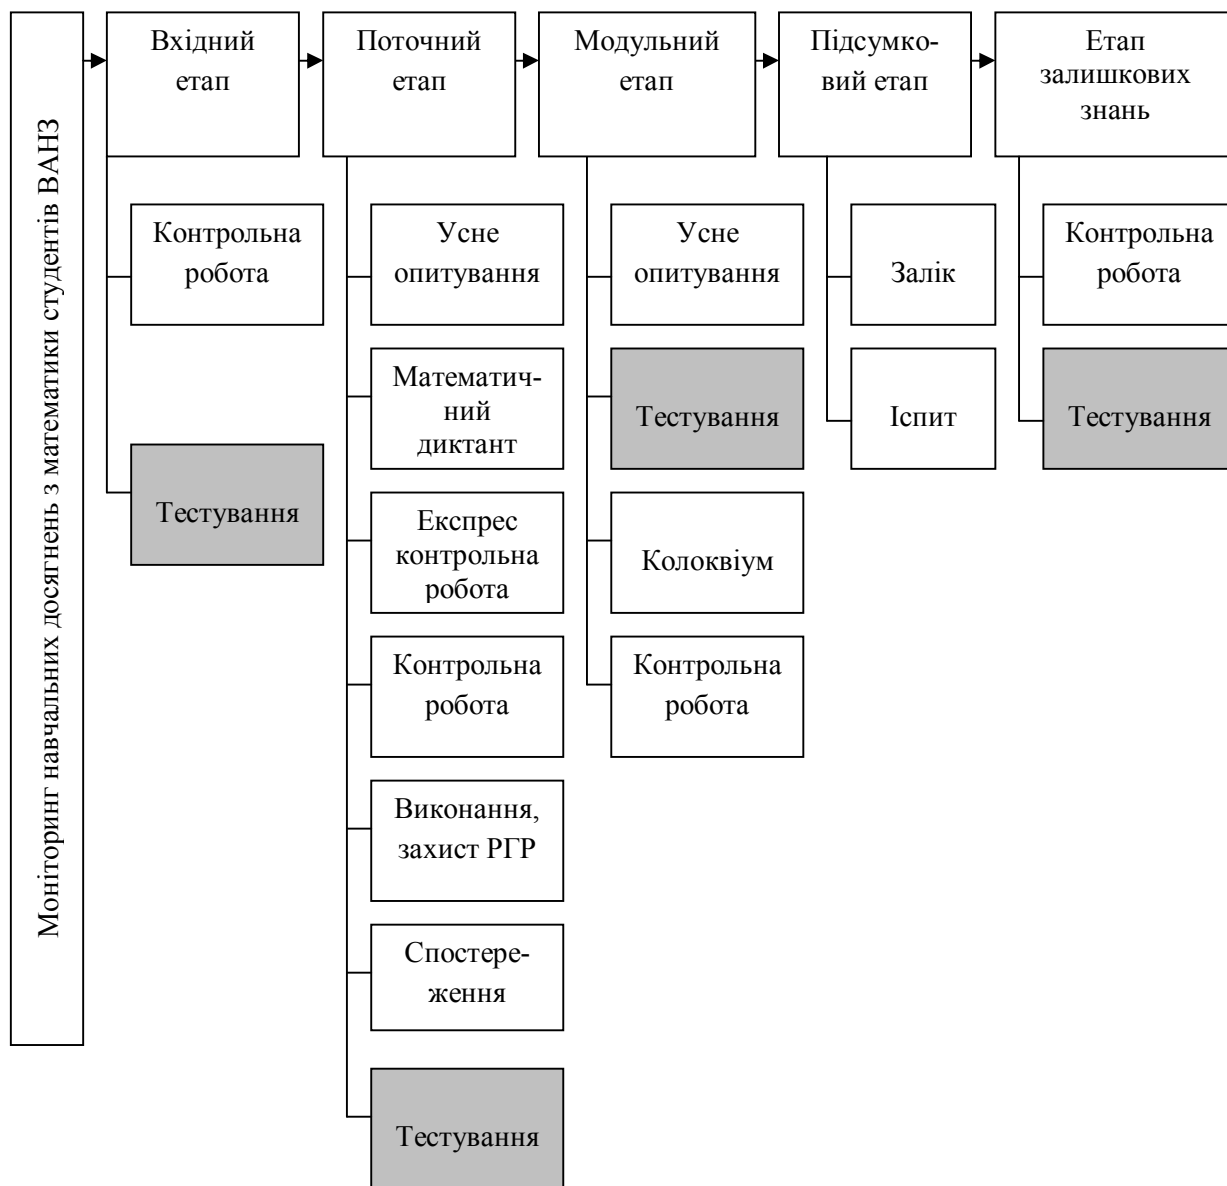 Моніторинг навчальних досягнень з математики студентів ВАНЗ
Вхідний
етап
Поточний
етап
Модульний
етап
Підсумко-
вий етап
Етап
залишкових
знань
Контрольна
робота
Тестування
Усне
опитування
Математич-
ний
диктант
Експрес
контрольна
робота
Контрольна
робота
Виконання,
захист РГР
Спостере-
ження
Тестування
Усне
опитування
Тестування
Колоквіум
Контрольна
робота
Залік
Іспит
Контрольна
робота
Тестування